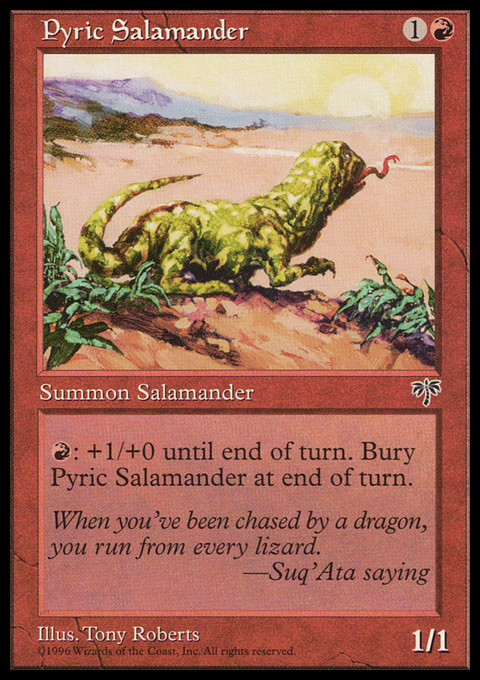 Pyric Salamander 1
Summon Salamander
: +1/+0 until end of turn. Bury
Pyric Salamander at end of turn.
When you've been chased by a dragon,
you run from every lizard.
—Suq'Ata saying
Illus. Tony Roberts
©1996 Wizards of the Coast, Inc. All rights reserved.
1/1